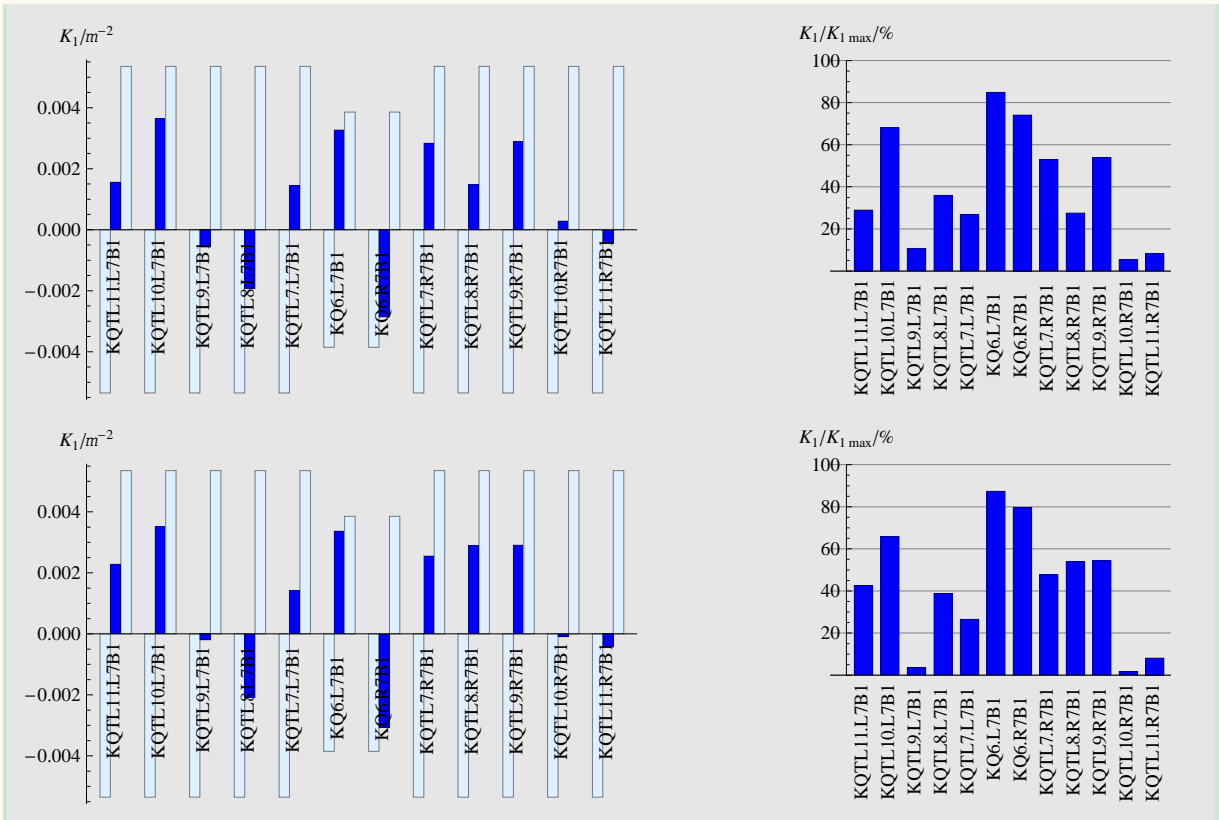 K₁/m⁻²
0.004
0.002
0.000
−0.002
−0.004
KQTL11.L7B1
KQTL10.L7B1
KQTL9.L7B1
KQTL8.L7B1
KQTL7.L7B1
KQ6.L7B1
KQ6.R7B1
KQTL7.R7B1
KQTL8.R7B1
KQTL9.R7B1
KQTL10.R7B1
KQTL11.R7B1
K₁/K₁ max/%
100
80
60
40
20
KQTL11.L7B1
KQTL10.L7B1
KQTL9.L7B1
KQTL8.L7B1
KQTL7.L7B1
KQ6.L7B1
KQ6.R7B1
KQTL7.R7B1
KQTL8.R7B1
KQTL9.R7B1
KQTL10.R7B1
KQTL11.R7B1
K₁/m⁻²
0.004
0.002
0.000
−0.002
−0.004
KQTL11.L7B1
KQTL10.L7B1
KQTL9.L7B1
KQTL8.L7B1
KQTL7.L7B1
KQ6.L7B1
KQ6.R7B1
KQTL7.R7B1
KQTL8.R7B1
KQTL9.R7B1
KQTL10.R7B1
KQTL11.R7B1
K₁/K₁ max/%
100
80
60
40
20
KQTL11.L7B1
KQTL10.L7B1
KQTL9.L7B1
KQTL8.L7B1
KQTL7.L7B1
KQ6.L7B1
KQ6.R7B1
KQTL7.R7B1
KQTL8.R7B1
KQTL9.R7B1
KQTL10.R7B1
KQTL11.R7B1